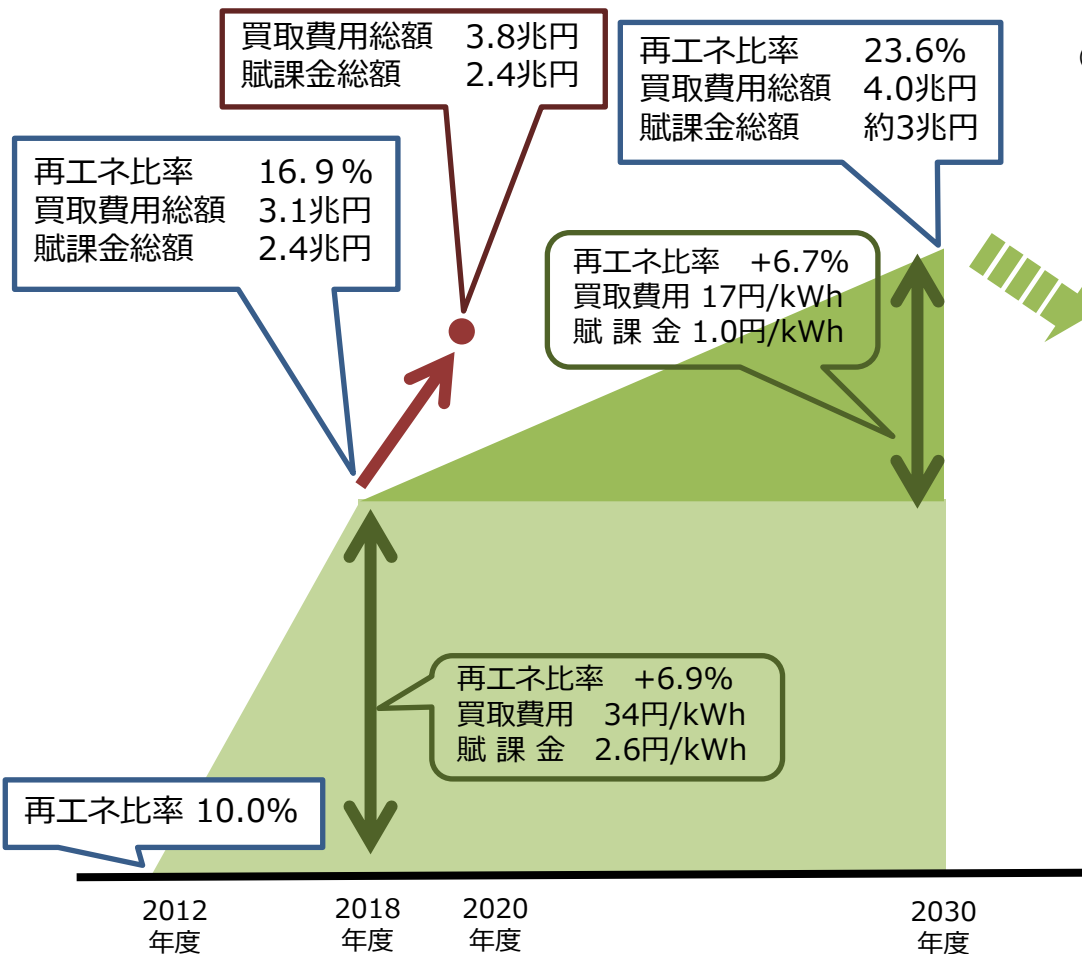 買取費用総額 3.8兆円
賦課金総額 2.4兆円
再エネ比率 23.6%
買取費用総額 4.0兆円
賦課金総額 約3兆円
再エネ比率 16.９%
買取費用総額 3.1兆円
賦課金総額 2.4兆円
再エネ比率 +6.7%
買取費用 17円/kWh
賦 課 金 1.0円/kWh
再エネ比率 +6.9%
買取費用 34円/kWh
賦 課 金 2.6円/kWh
再エネ比率 10.0%
2012
年度
2018
年度
2020
年度
2030
年度